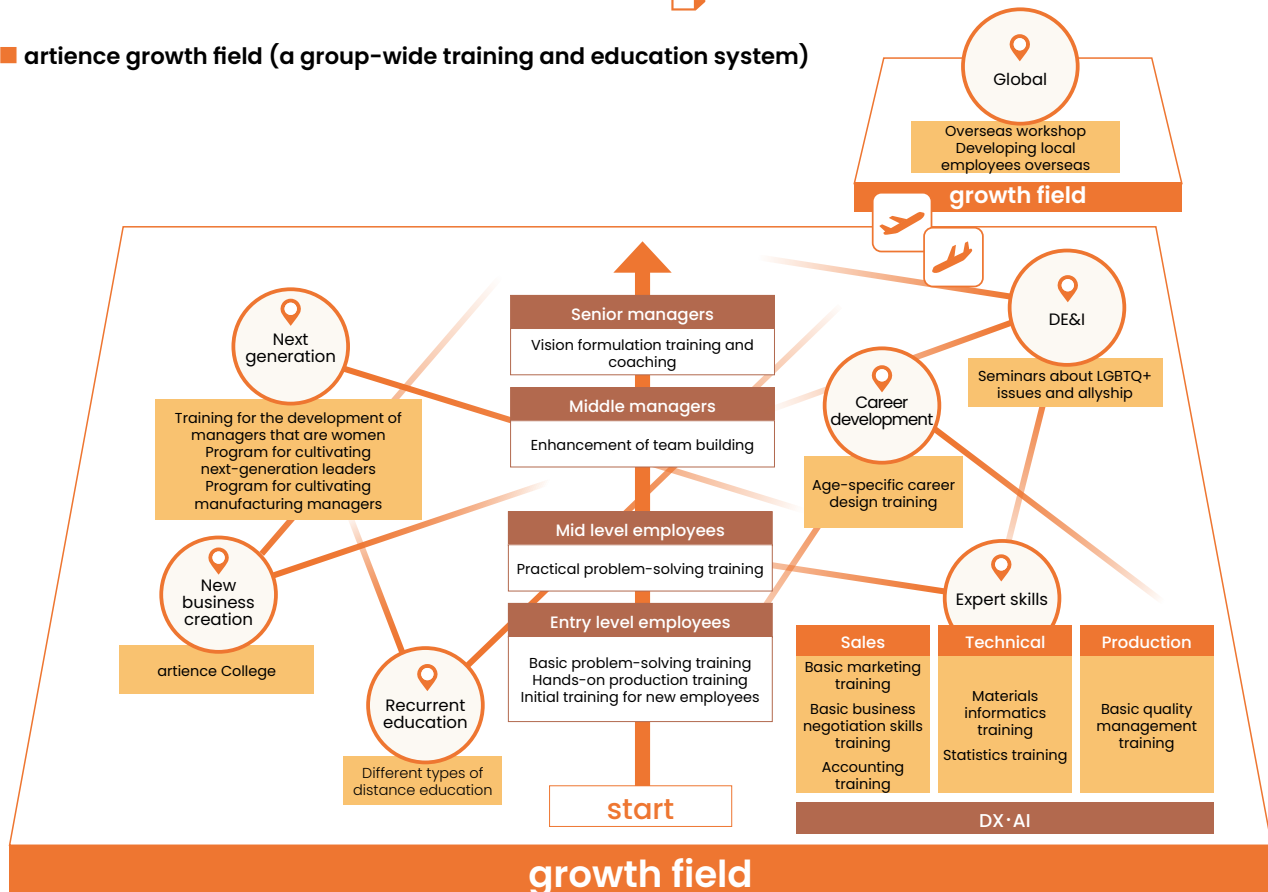 artience growth field (a group-wide training and education system)
Global
Overseas workshop
Developing local
employees overseas
growth field
Senior managers
Vision formulation training and
coaching
Middle managers
Enhancement of team building
Mid level employees
Practical problem-solving training
Entry level employees
Basic problem-solving training
Hands-on production training
Initial training for new employees
start
Next
generation
Training for the development of
managers that are women
Program for cultivating
next-generation leaders
Program for cultivating
manufacturing managers
New
business
creation
artience College
Recurrent
education
Different types of
distance education
DE&I
Seminars about LGBTQ+
issues and allyship
Career
development
Age-specific career
design training
Expert skills
Sales
Basic marketing
training
Basic business
negotiation skills
training
Accounting
training
Technical
Materials
informatics
training
Statistics training
Production
Basic quality
management
training
DX·AI
growth field